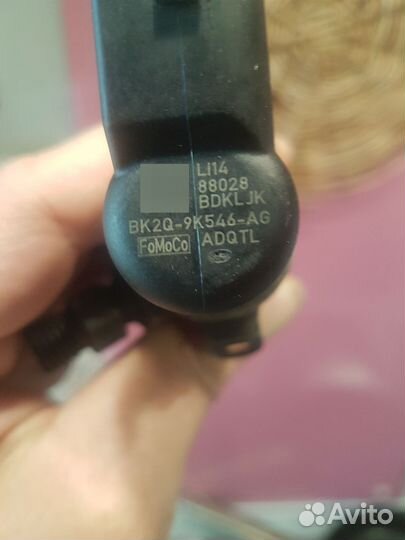 LI14
88028
BDKLJK
BK2Q-9K546-AG
FoMoCo ADQTL
Avito